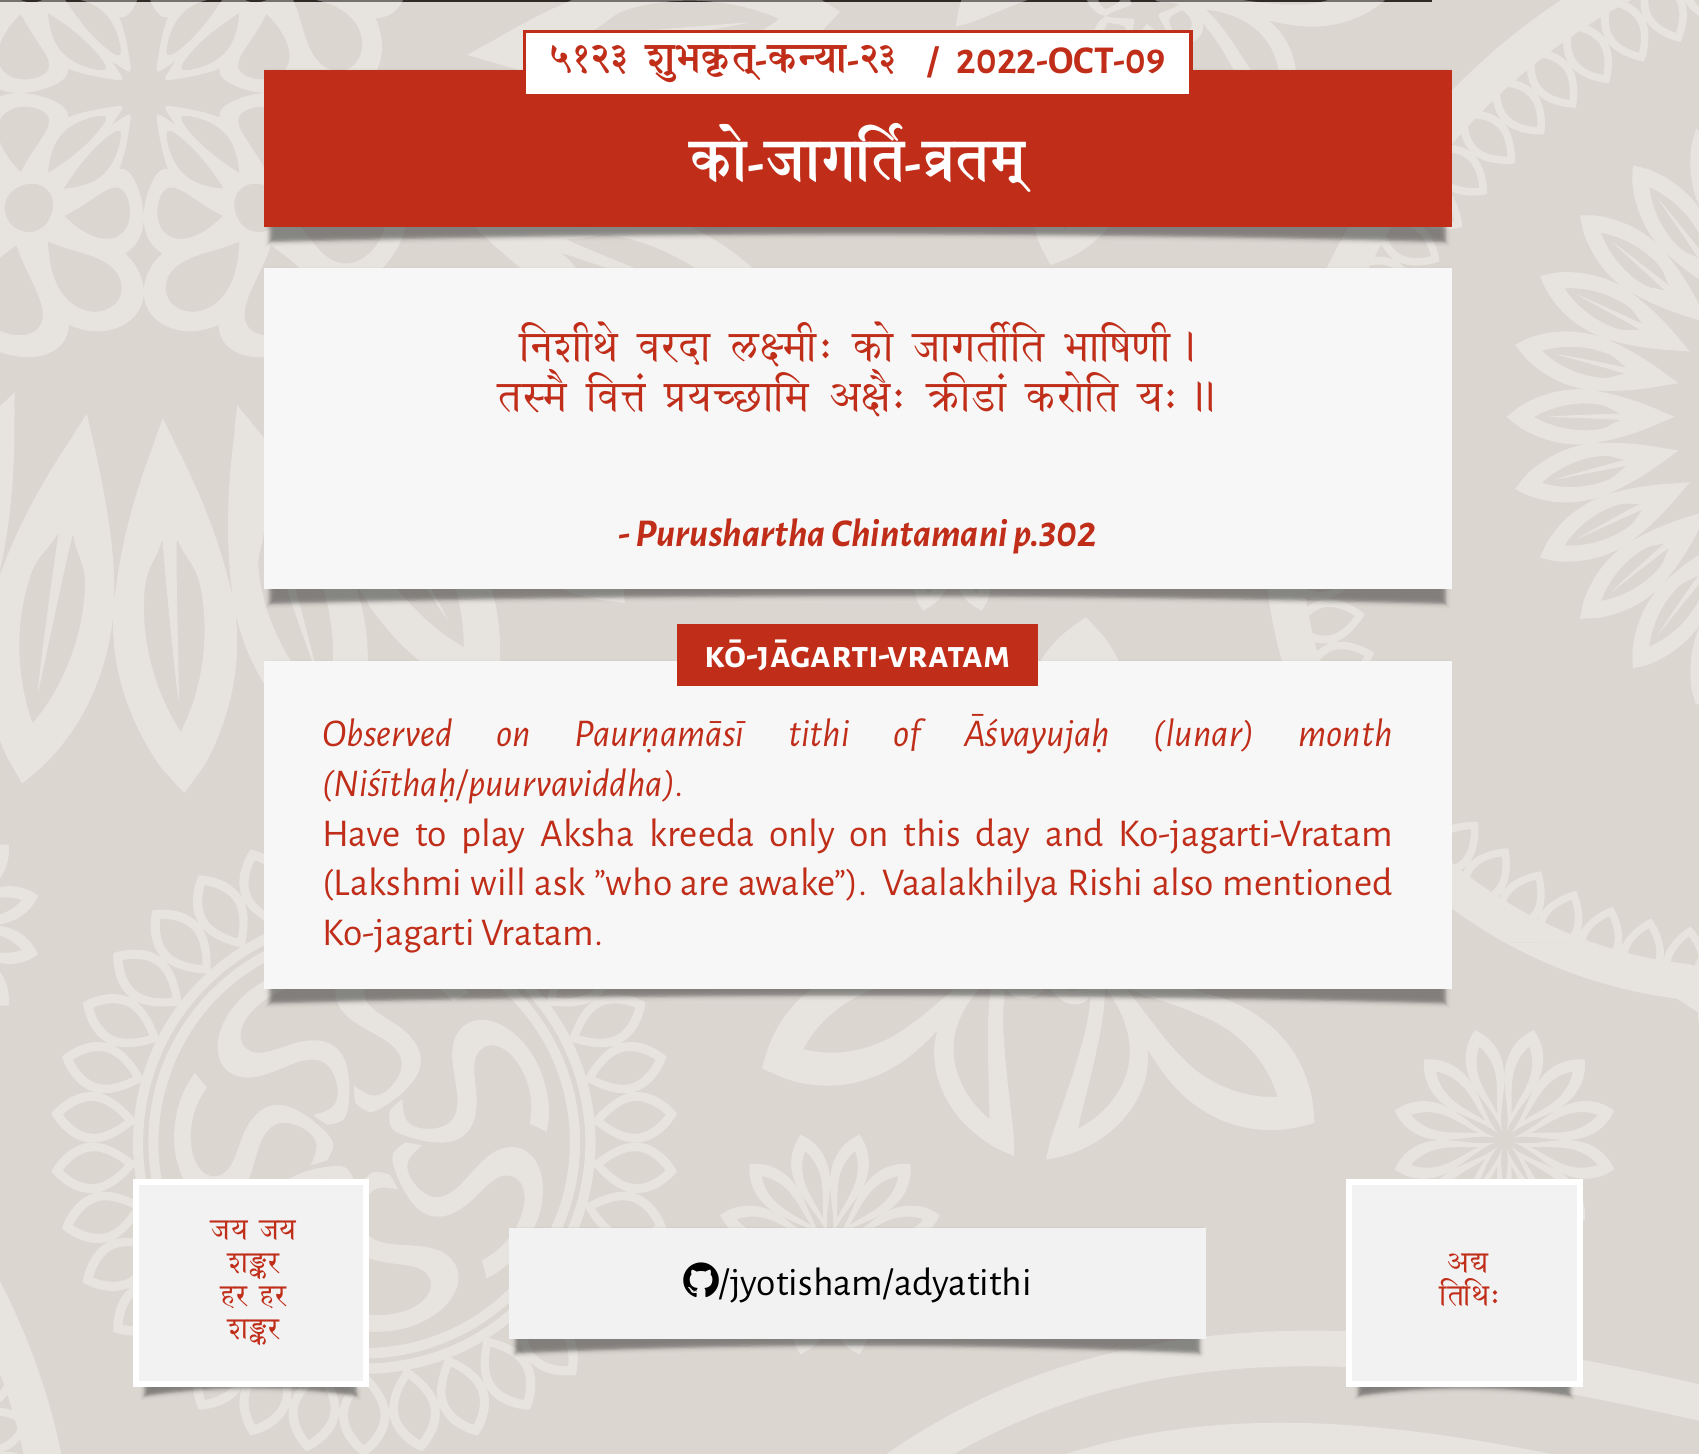 ५१२३ शुभकृत्-कन्या-२३ / 2022-OCT-09
को-जागर्ति-व्रतम्
निशीथे वरदा लक्ष्मीः को जागर्तीति भाषिणी।
तस्मै वित्तं प्रयच्छामि अक्षैः क्रीडां करोति यः॥
- Purushartha Chintamani p.302
KŌ-JĀGARTI-VRATAM
Observed on Paurṇamāsī tithi of Āśvayujaḥ (lunar) month
(Niśīthaḥ/puurvaviddha).
Have to play Aksha kreeda only on this day and Ko-jagarti-Vratam
(Lakshmi will ask ”who are awake”). Vaalakhilya Rishi also mentioned
Ko-jagarti Vratam.
जय जय
शङ्कर
हर हर
शङ्कर
/jyotisham/adyatithi
अद्य
तिथिः